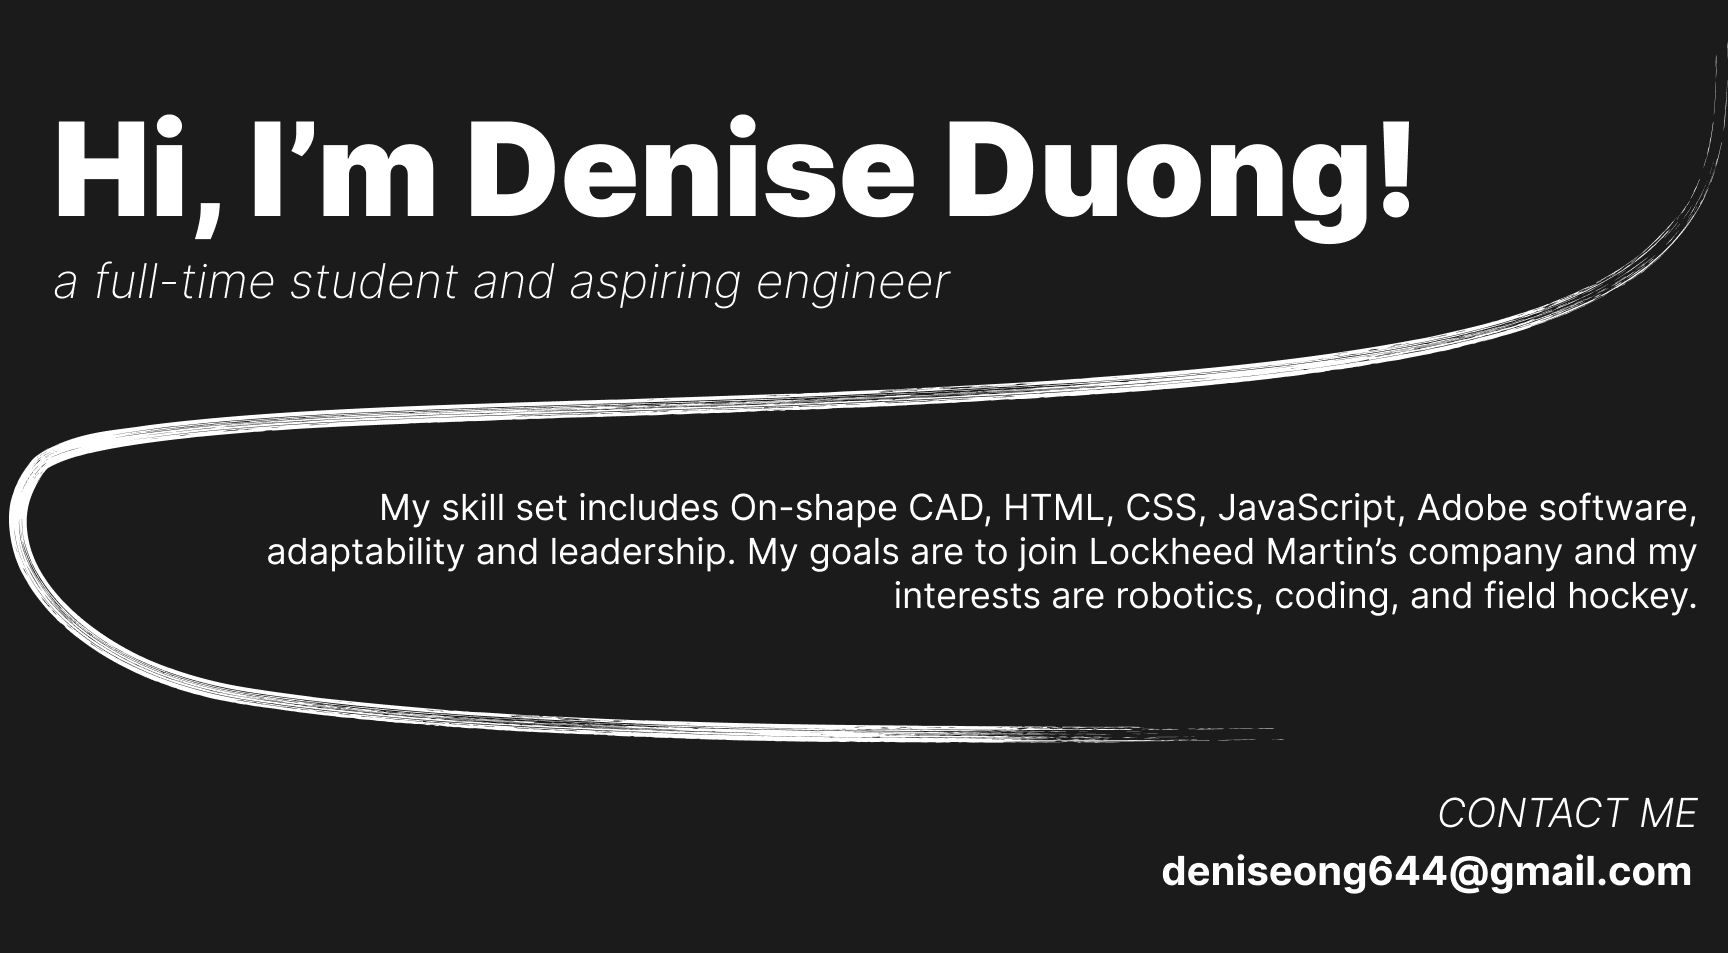 Hi, I’m Denise Duong!
a full-time student and aspiring engineer
My skill set includes On-shape CAD, HTML, CSS, JavaScript, Adobe software,
adaptability and leadership. My goals are to join Lockheed Martin’s company and my
interests are robotics, coding, and field hockey.
CONTACT ME
deniseong644@gmail.com